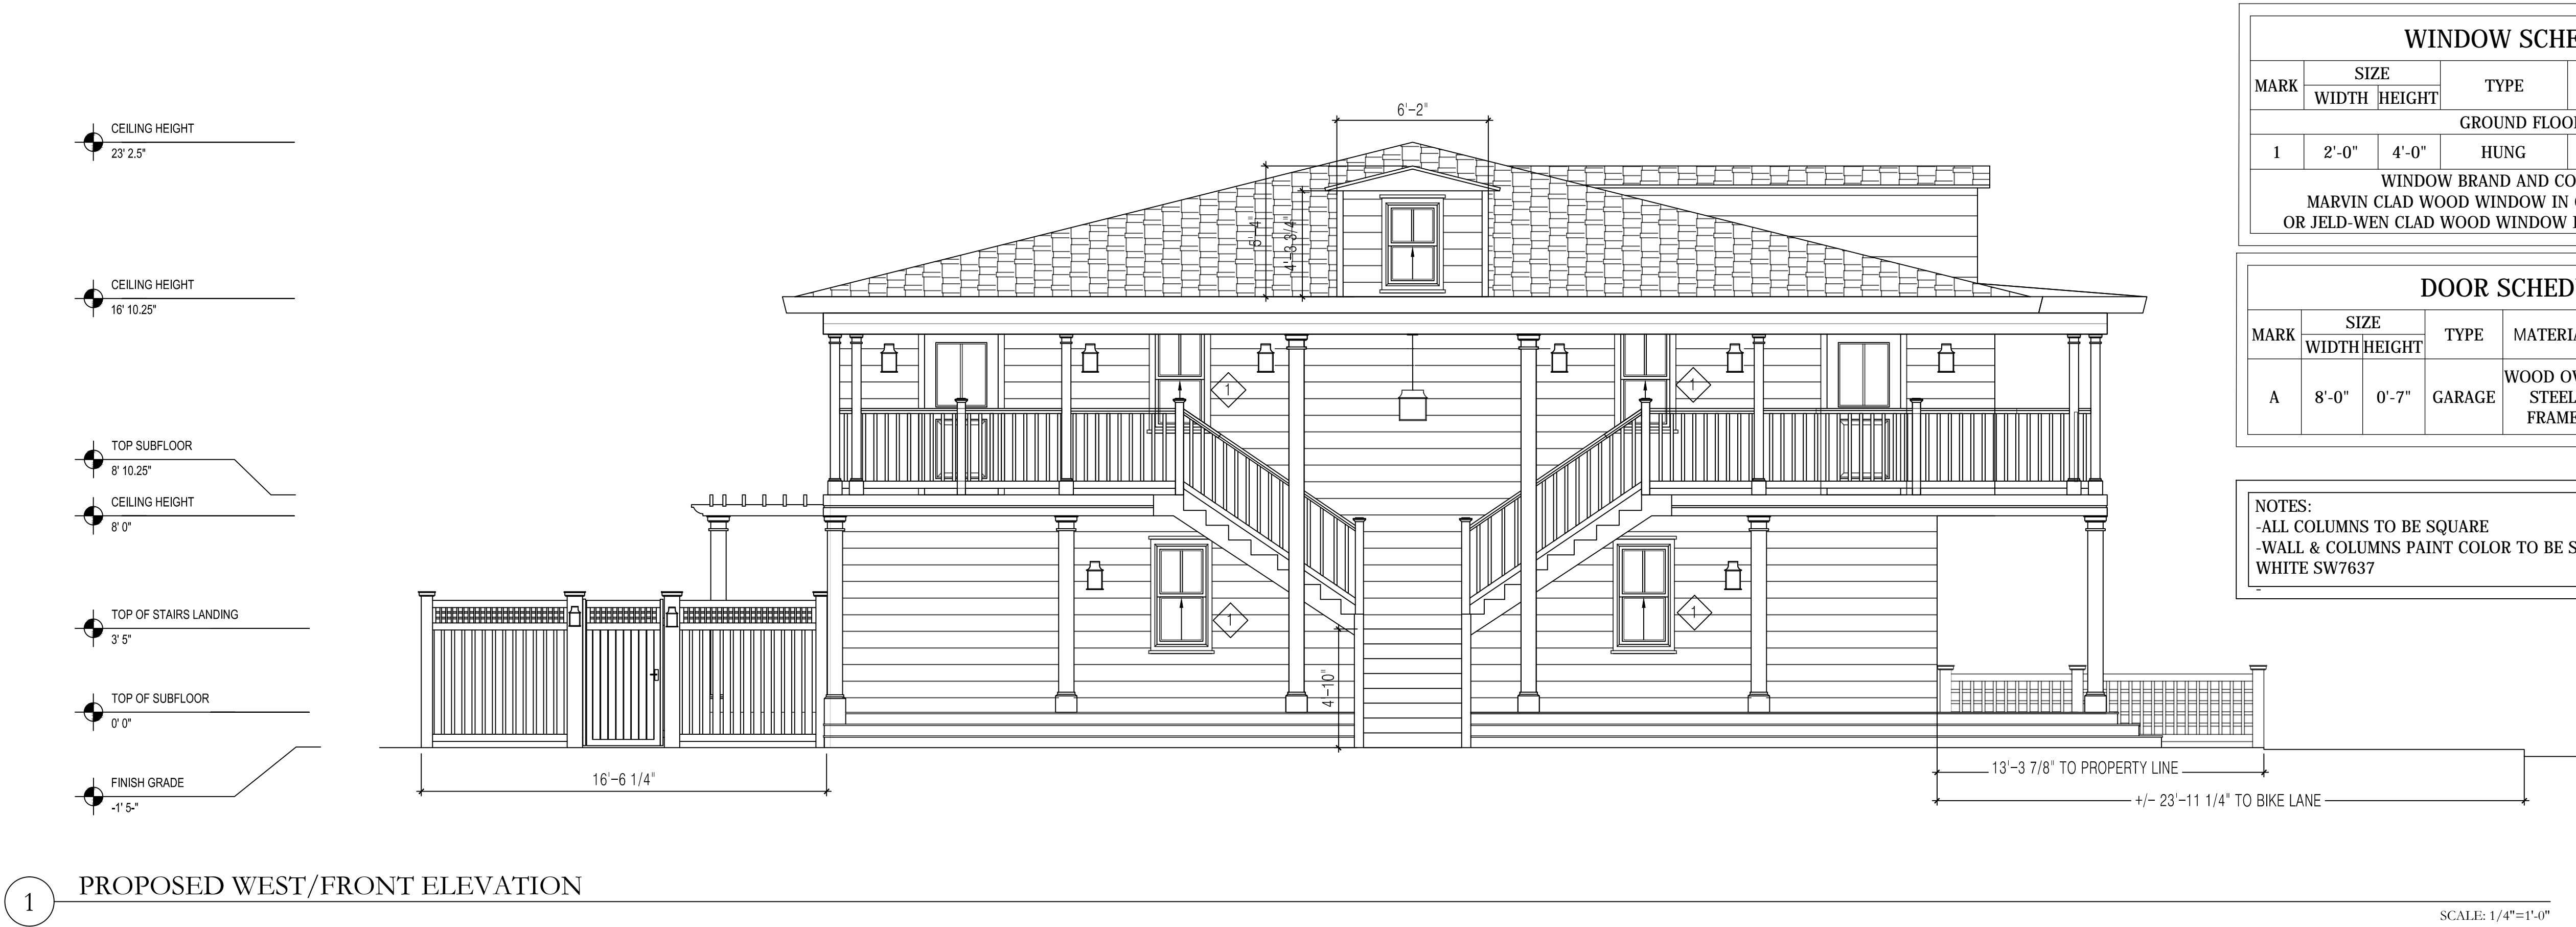 WINDOW SCHE
MARK
SIZE
WIDTH HEIGHT
TYPE
GROUND FLOO
1 2'-0" 4'-0" HUNG
WINDOW BRAND AND CO
MARVIN CLAD WOOD WINDOW IN
OR JELD-WEN CLAD WOOD WINDOW
DOOR SCHED
MARK
SIZE
WIDTH HEIGHT
TYPE
MATERI
A 8'-0" 0'-7" GARAGE
WOOD OV
STEEL
FRAME
NOTES:
-ALL COLUMNS TO BE SQUARE
-WALL & COLUMNS PAINT COLOR TO BE S
WHITE SW7637
-
CEILING HEIGHT
23' 2.5"
CEILING HEIGHT
16' 10.25"
TOP SUBFLOOR
8' 10.25"
CEILING HEIGHT
8' 0"
TOP OF STAIRS LANDING
3' 5"
TOP OF SUBFLOOR
0' 0"
FINISH GRADE
-1' 5-"
6'-2"
5'-4"
4'-3 3/4"
1
1
1
1
4'-10"
16'-6 1/4"
13'-3 7/8" TO PROPERTY LINE
+/- 23'-11 1/4" TO BIKE LANE
1 PROPOSED WEST/FRONT ELEVATION
SCALE: 1/4"=1'-0"